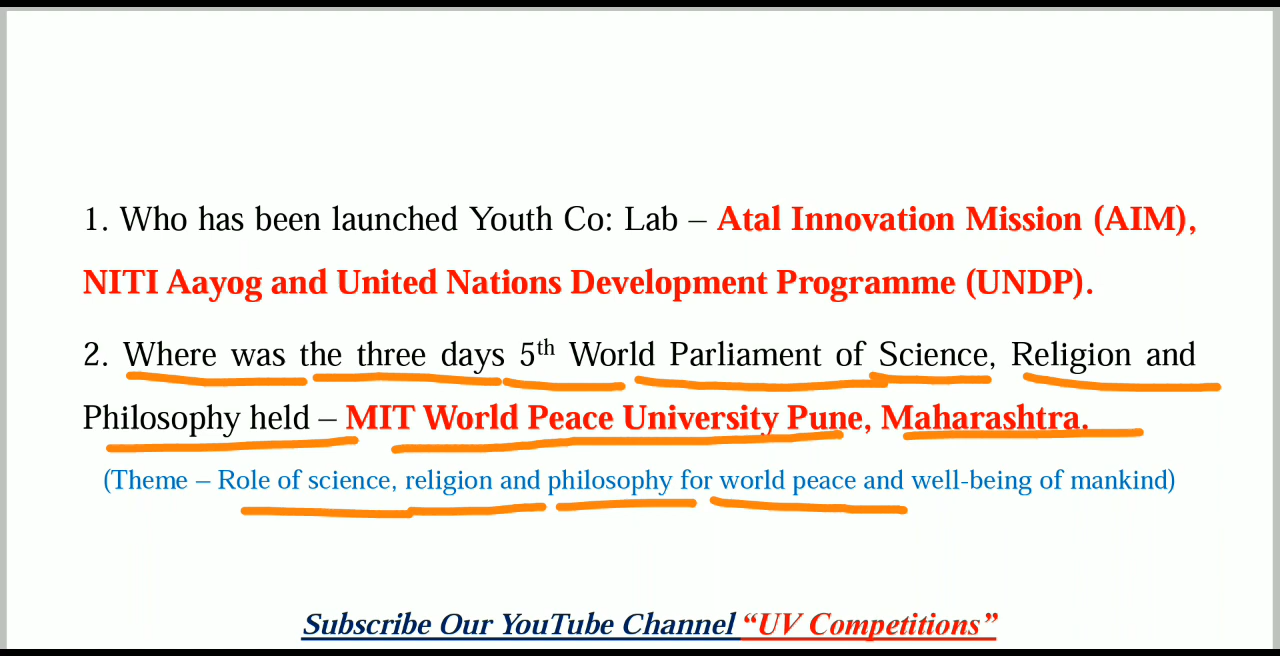 1. Who has been launched Youth Co: Lab – Atal Innovation Mission (AIM),
NITI Aayog and United Nations Development Programme (UNDP).
2. Where was the three days 5th World Parliament of Science, Religion and
Philosophy held – MIT World Peace University Pune, Maharashtra.
(Theme – Role of science, religion and philosophy for world peace and well-being of mankind)
Subscribe Our YouTube Channel “UV Competitions”